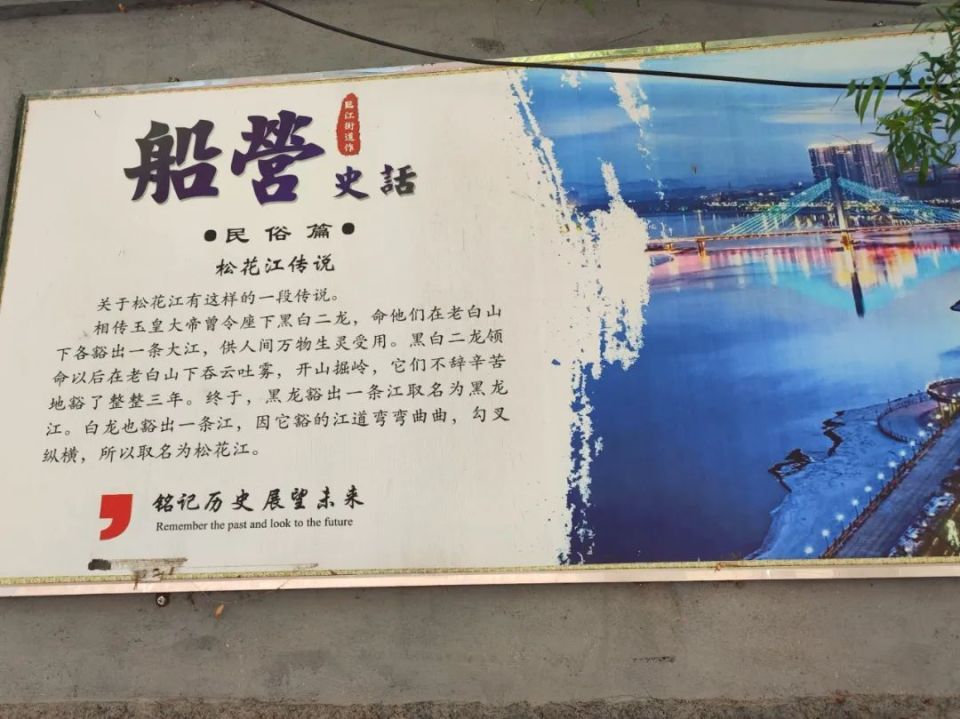 船營
史話
臨江街道作
●民俗篇●
松花江传说
关于松花江有这样的一段传说。
相传玉皇大帝曾令座下黑白二龙，命他们在老白山
下各豁出一条大江，供人间万物生灵受用。黑白二龙领
命以后在老白山下吞云吐雾，开山掘岭，它们不辞辛苦
地豁了整整三年。终于，黑龙豁出一条江取名为黑龙
江。白龙也豁出一条江，因它豁的江道弯弯曲曲，勾叉
纵横，所以取名为松花江。
铭记历史 展望未来
Remember the past and look to the future